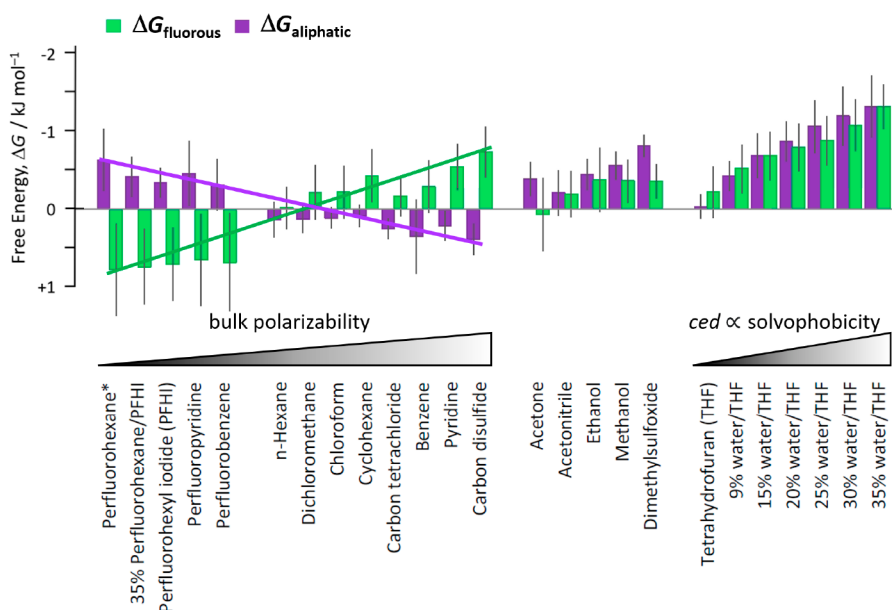 ΔGfluorous ΔGaliphatic
Free Energy, ΔG / kJ mol⁻¹
-2
-1
0
+1
bulk polarizability
ced ∝ solvophobicity
Perfluorohexane*
35% Perfluorohexane/PFHI
Perfluorohexyl iodide (PFHI)
Perfluoropyridine
Perfluorobenzene
n-Hexane
Dichloromethane
Chloroform
Cyclohexane
Carbon tetrachloride
Benzene
Pyridine
Carbon disulfide
Acetone
Acetonitrile
Ethanol
Methanol
Dimethylsulfoxide
Tetrahydrofuran (THF)
9% water/THF
15% water/THF
20% water/THF
25% water/THF
30% water/THF
35% water/THF